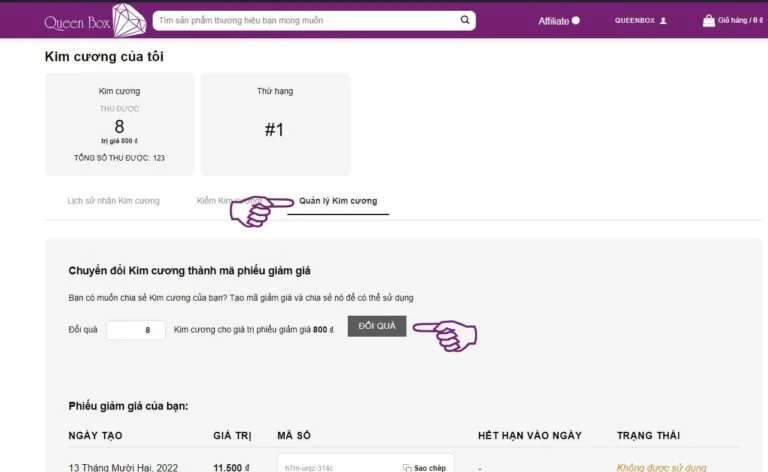 Queen Box
Tìm sản phẩm thương hiệu bạn mong muốn
Affiliate
QUEENBOX
Giỏ hàng / 0 ₫
Kim cương của tôi
Kim cương
THU ĐƯỢC
8
trị giá 800 ₫
TỔNG SỐ THU ĐƯỢC: 123
Thứ hạng
#1
Lịch sử nhận Kim cương
Kiếm Kim cương
Quản lý Kim cương
Chuyển đổi Kim cương thành mã phiếu giảm giá
Bạn có muốn chia sẻ Kim cương của bạn? Tạo mã giảm giá và chia sẻ nó để có thể sử dụng
Đổi quà 8 Kim cương cho giá trị phiếu giảm giá 800 ₫ ĐỔI QUÀ
Phiếu giảm giá của bạn:
NGÀY TẠO GIÁ TRỊ MÃ SỐ HẾT HẠN VÀO NGÀY TRẠNG THÁI
13 Tháng Mười Hai, 2022 11.500 ₫ h7rn-unjz-314c Sao chép - Không được sử dụng